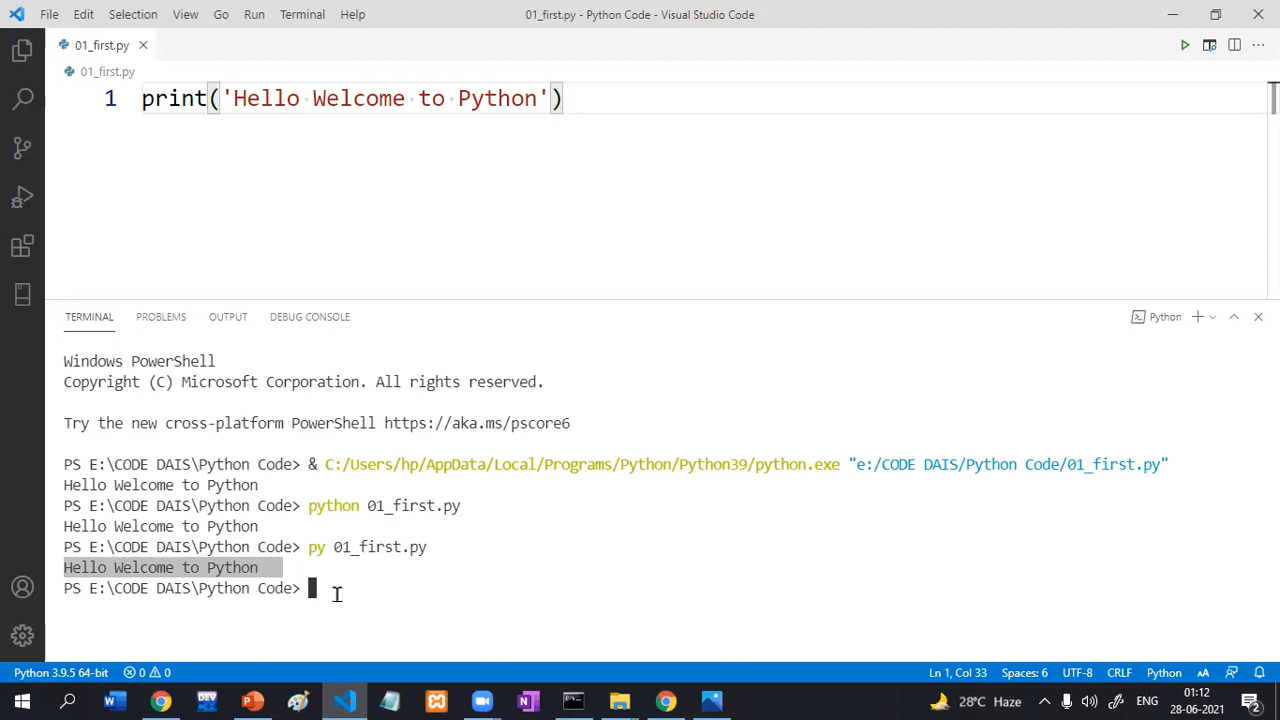 File Edit Selection View Go Run Terminal Help 01_first.py - Python Code - Visual Studio Code
01_first.py
01_first.py
1 print('Hello Welcome to Python')
TERMINAL PROBLEMS OUTPUT DEBUG CONSOLE Python
Windows PowerShell
Copyright (C) Microsoft Corporation. All rights reserved.
Try the new cross-platform PowerShell https://aka.ms/pscore6
PS E:\CODE DAIS\Python Code> & C:/Users/hp/AppData/Local/Programs/Python/Python39/python.exe "e:/CODE DAIS/Python Code/01_first.py"
Hello Welcome to Python
PS E:\CODE DAIS\Python Code> python 01_first.py
Hello Welcome to Python
PS E:\CODE DAIS\Python Code> py 01_first.py
Hello Welcome to Python
PS E:\CODE DAIS\Python Code>
Python 3.9.5 64-bit 0 0 Ln 1, Col 33 Spaces: 6 UTF-8 CRLF Python
DEV 28°C Haze ENG 01:12
28-06-2021 2